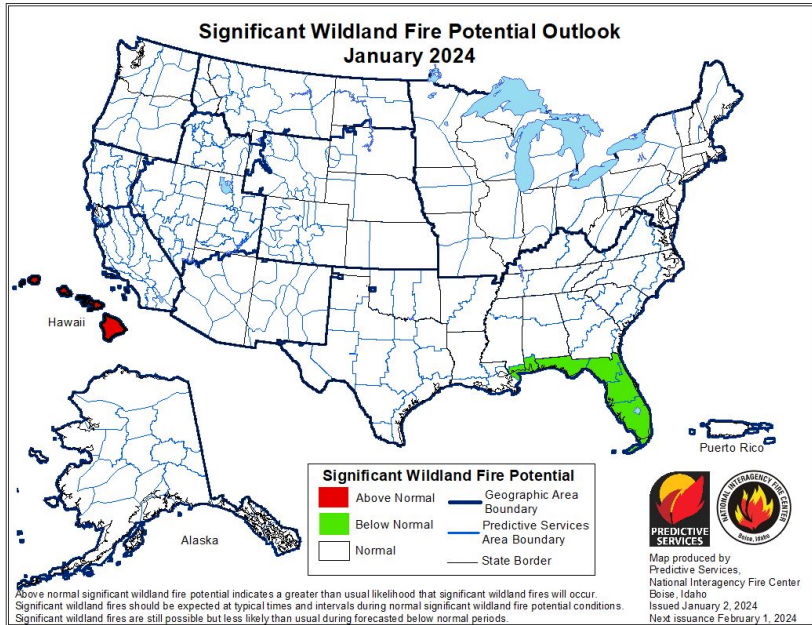 Significant Wildland Fire Potential Outlook
January 2024
Hawaii
Alaska
Puerto Rico
Significant Wildland Fire Potential
Above Normal
Below Normal
Normal
Geographic Area
Boundary
Predictive Services
Area Boundary
State Border
PREDICTIVE
SERVICES
NATIONAL INTERAGENCY FIRE CENTER
Boise, Idaho
Map produced by
Predictive Services,
National Interagency Fire Center
Boise, Idaho
Issued January 2, 2024
Next issuance February 1, 2024
Above normal significant wildland fire potential indicates a greater than usual likelihood that significant wildland fires will occur.
Significant wildland fires should be expected at typical times and intervals during normal significant wildland fire potential conditions.
Significant wildland fires are still possible but less likely than usual during forecasted below normal periods.